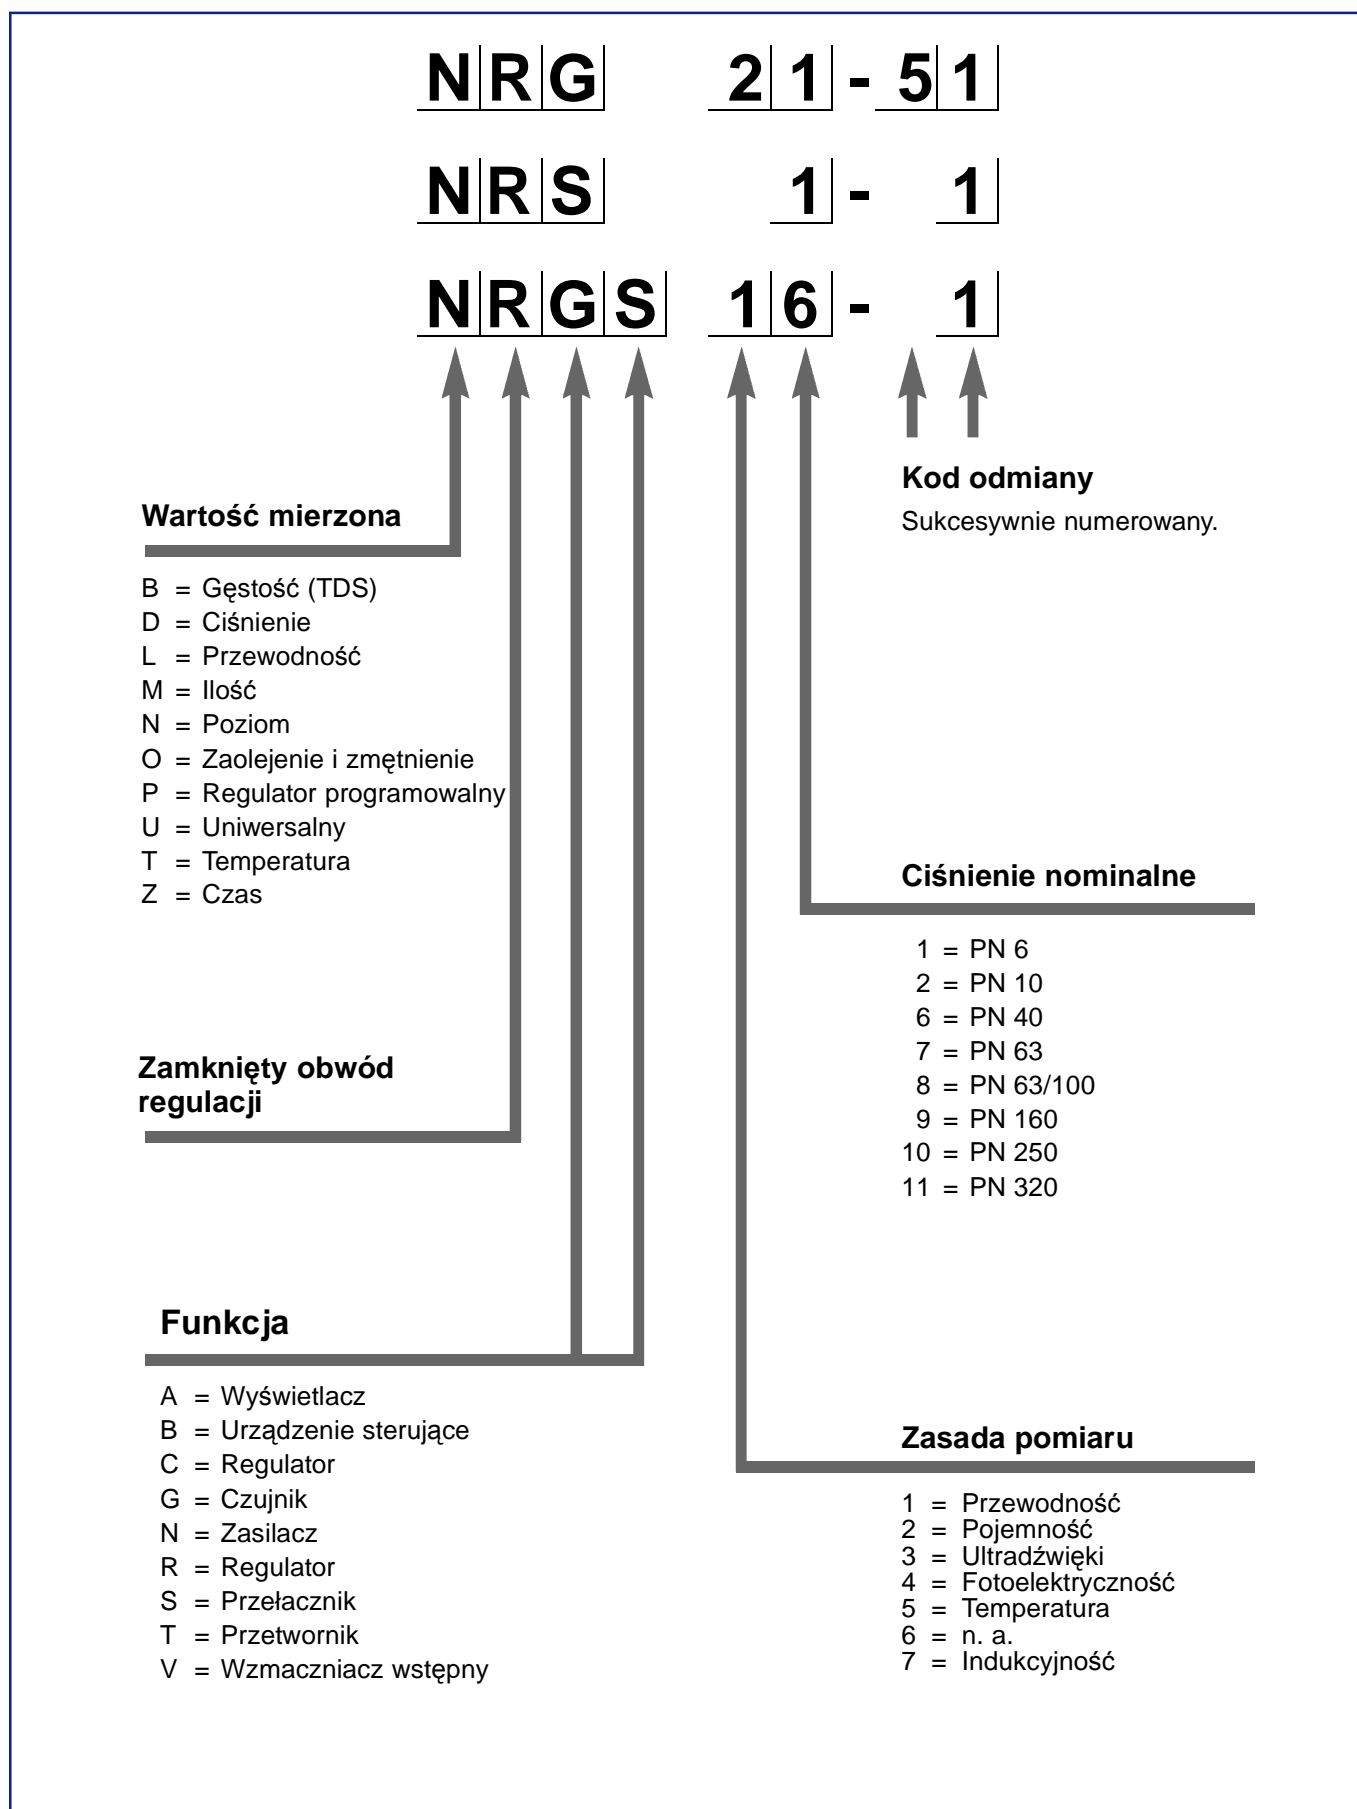 NRG 21-51
NRS 1- 1
NRGS 16- 1
Kod odmiany
Sukcesywnie numerowany.
Wartość mierzona
B = Gęstość (TDS)
D = Ciśnienie
L = Przewodność
M = Ilość
N = Poziom
O = Zaolejenie i zmętnienie
P = Regulator programowalny
U = Uniwersalny
T = Temperatura
Z = Czas
Ciśnienie nominalne
1 = PN 6
2 = PN 10
6 = PN 40
7 = PN 63
8 = PN 63/100
9 = PN 160
10 = PN 250
11 = PN 320
Zamknięty obwód
regulacji
Funkcja
A = Wyświetlacz
B = Urządzenie sterujące
C = Regulator
G = Czujnik
N = Zasilacz
R = Regulator
S = Przełacznik
T = Przetwornik
V = Wzmaczniacz wstępny
Zasada pomiaru
1 = Przewodność
2 = Pojemność
3 = Ultradźwięki
4 = Fotoelektryczność
5 = Temperatura
6 = n. a.
7 = Indukcyjność